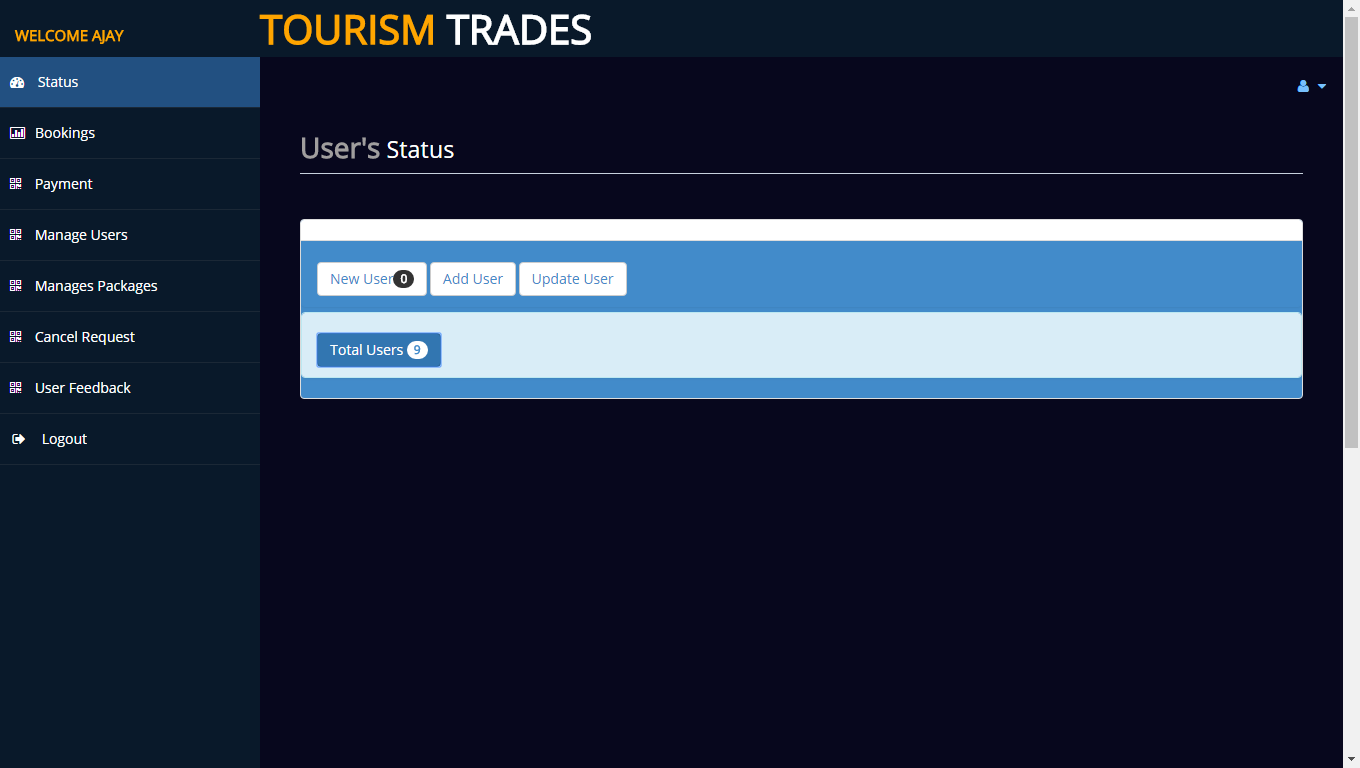 WELCOME AJAY
TOURISM TRADES
Status
Bookings
Payment
Manage Users
Manages Packages
Cancel Request
User Feedback
Logout
User's Status
New User 0 Add User Update User
Total Users 9